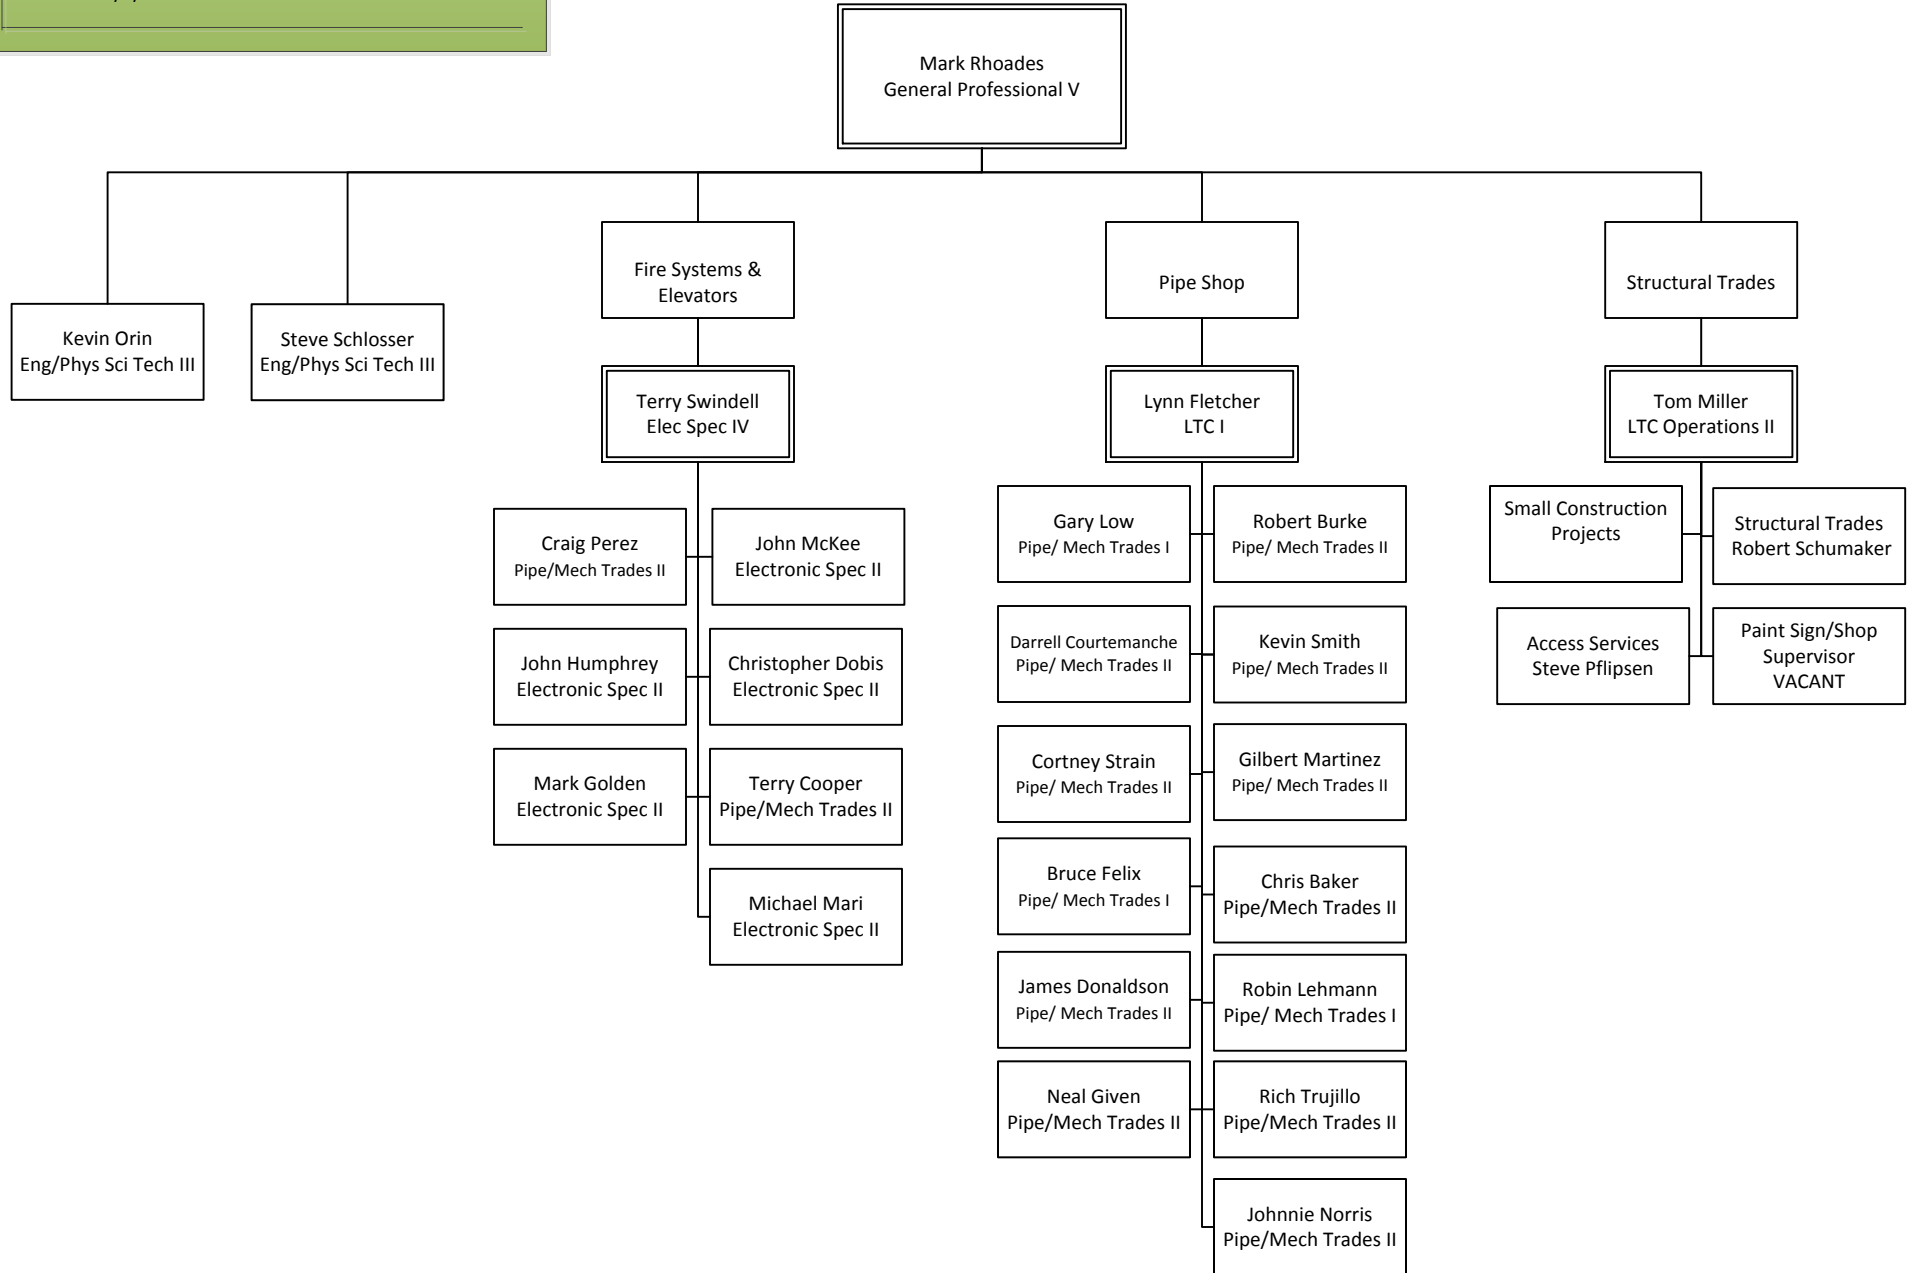 Mark Rhoades
General Professional V
Fire Systems &
Elevators
Pipe Shop
Structural Trades
Kevin Orin
Eng/Phys Sci Tech III
Steve Schlosser
Eng/Phys Sci Tech III
Terry Swindell
Elec Spec IV
Lynn Fletcher
LTC I
Tom Miller
LTC Operations II
Craig Perez
Pipe/Mech Trades II
John McKee
Electronic Spec II
John Humphrey
Electronic Spec II
Christopher Dobis
Electronic Spec II
Mark Golden
Electronic Spec II
Terry Cooper
Pipe/Mech Trades II
Michael Mari
Electronic Spec II
Gary Low
Pipe/ Mech Trades I
Robert Burke
Pipe/ Mech Trades II
Darrell Courtemanche
Pipe/ Mech Trades II
Kevin Smith
Pipe/ Mech Trades II
Cortney Strain
Pipe/ Mech Trades II
Gilbert Martinez
Pipe/ Mech Trades II
Bruce Felix
Pipe/ Mech Trades I
Chris Baker
Pipe/Mech Trades II
James Donaldson
Pipe/ Mech Trades II
Robin Lehmann
Pipe/ Mech Trades I
Neal Given
Pipe/Mech Trades II
Rich Trujillo
Pipe/Mech Trades II
Johnnie Norris
Pipe/Mech Trades II
Small Construction
Projects
Structural Trades
Robert Schumaker
Access Services
Steve Pflipsen
Paint Sign/Shop
Supervisor
VACANT